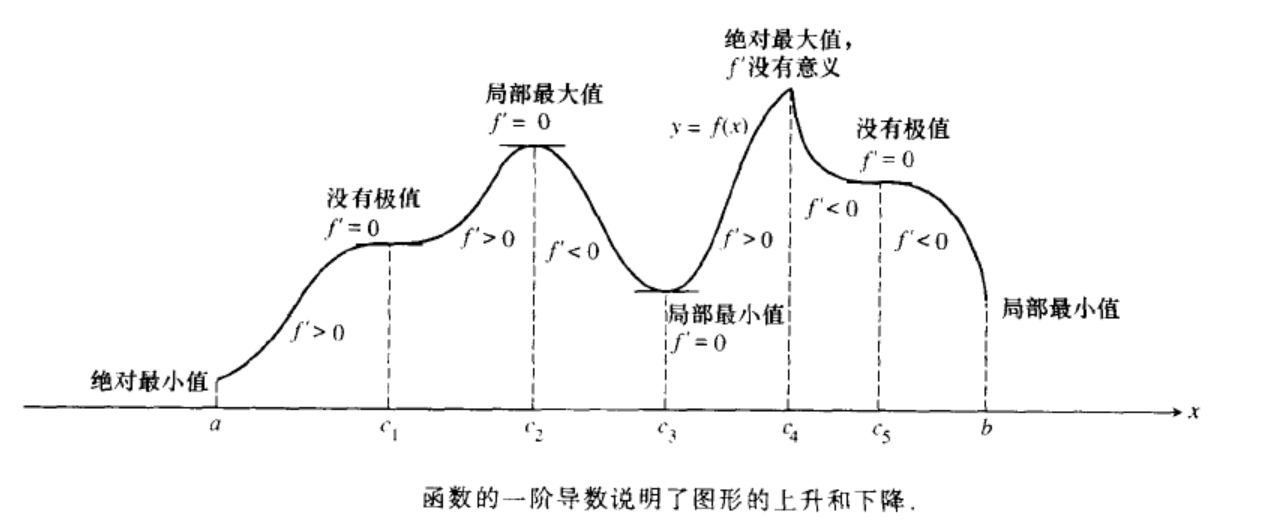 绝对最大值，
f′没有意义
局部最大值
f′= 0
y = f(x)
没有极值
f′= 0
没有极值
f′= 0
f′> 0
f′< 0
f′> 0
f′< 0
f′< 0
f′> 0
局部最小值
f′= 0
局部最小值
绝对最小值
a
c₁
c₂
c₃
c₄
c₅
b
x
函数的一阶导数说明了图形的上升和下降.